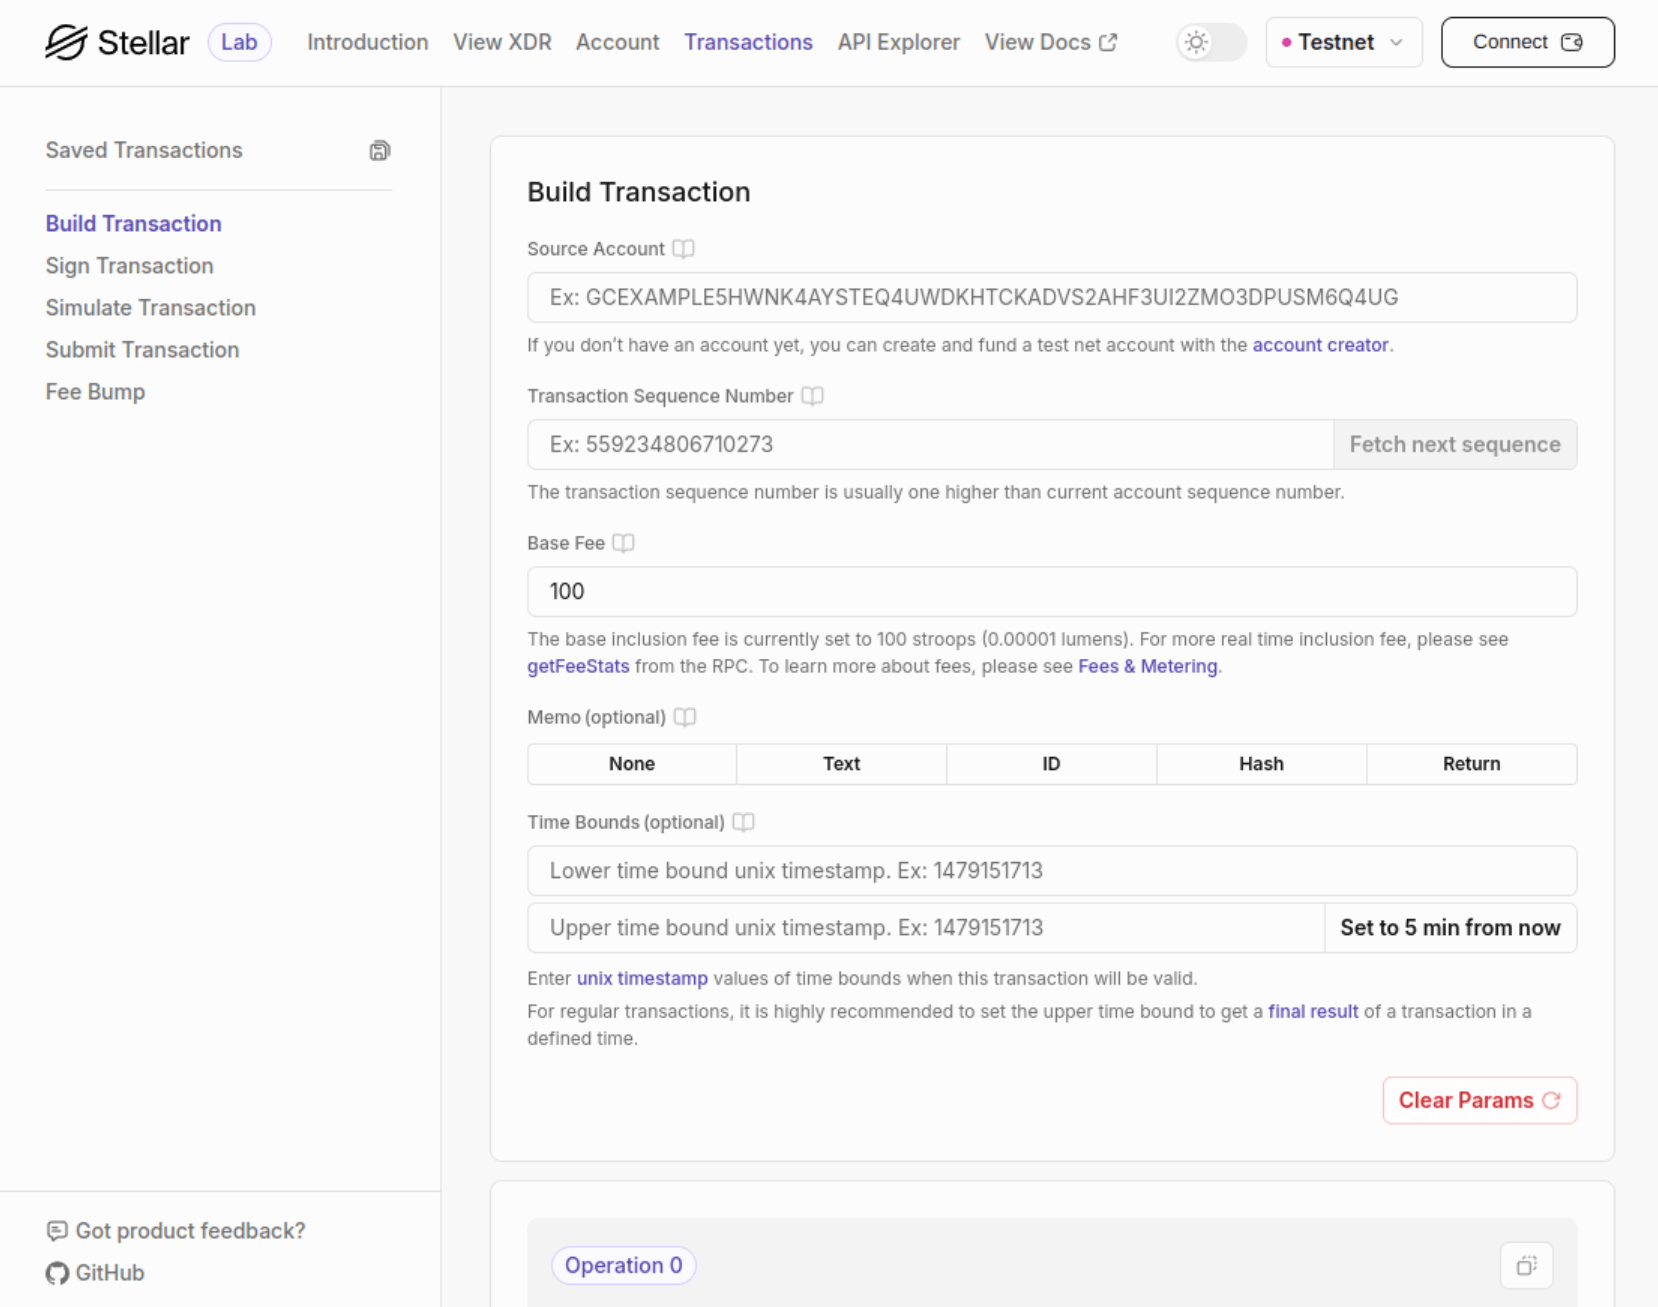 Stellar Lab Introduction View XDR Account Transactions API Explorer View Docs Testnet Connect
Saved Transactions
Build Transaction
Sign Transaction
Simulate Transaction
Submit Transaction
Fee Bump
Got product feedback?
GitHub
Build Transaction
Source Account
Ex: GCEXAMPLE5HWNK4AYSTEQ4UWDKHTCKADVS2AHF3UI2ZMO3DPUSM6Q4UG
If you don’t have an account yet, you can create and fund a test net account with the account creator.
Transaction Sequence Number
Ex: 559234806710273 Fetch next sequence
The transaction sequence number is usually one higher than current account sequence number.
Base Fee
100
The base inclusion fee is currently set to 100 stroops (0.00001 lumens). For more real time inclusion fee, please see
getFeeStats from the RPC. To learn more about fees, please see Fees & Metering.
Memo (optional)
None Text ID Hash Return
Time Bounds (optional)
Lower time bound unix timestamp. Ex: 1479151713
Upper time bound unix timestamp. Ex: 1479151713 Set to 5 min from now
Enter unix timestamp values of time bounds when this transaction will be valid.
For regular transactions, it is highly recommended to set the upper time bound to get a final result of a transaction in a
defined time.
Clear Params
Operation 0